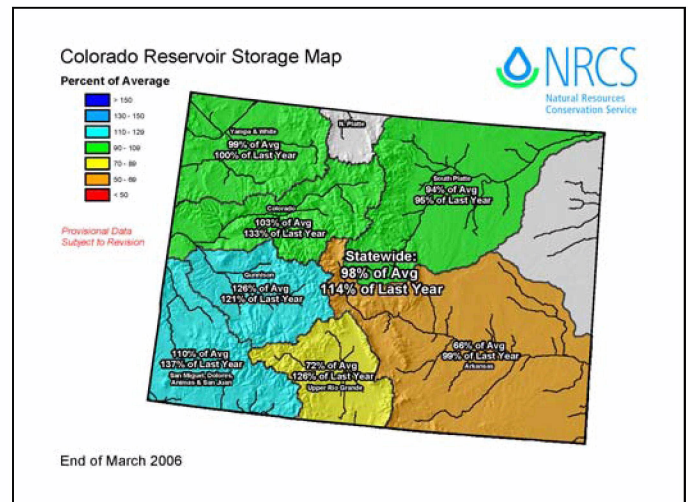 Colorado Reservoir Storage Map
NRCS
Natural Resources
Conservation Service
Percent of Average
> 150
130 - 150
110 - 129
90 - 109
70 - 89
50 - 69
< 50
Provisional Data
Subject to Revision
N. Platte
Yampa & White
99% of Avg
100% of Last Year
South Platte
94% of Avg
95% of Last Year
Colorado
103% of Avg
133% of Last Year
Statewide:
98% of Avg
114% of Last Year
Gunnison
126% of Avg
121% of Last Year
66% of Avg
99% of Last Year
Arkansas
110% of Avg
137% of Last Year
San Miguel, Dolores,
Animas & San Juan
72% of Avg
126% of Last Year
Upper Rio Grande
End of March 2006